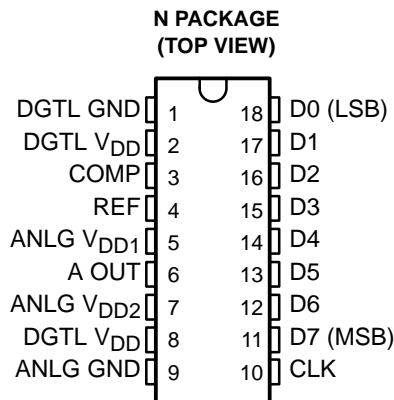 N PACKAGE
(TOP VIEW)
DGTL GND 1 18 D0 (LSB)
DGTL VDD 2 17 D1
COMP 3 16 D2
REF 4 15 D3
ANLG VDD1 5 14 D4
A OUT 6 13 D5
ANLG VDD2 7 12 D6
DGTL VDD 8 11 D7 (MSB)
ANLG GND 9 10 CLK